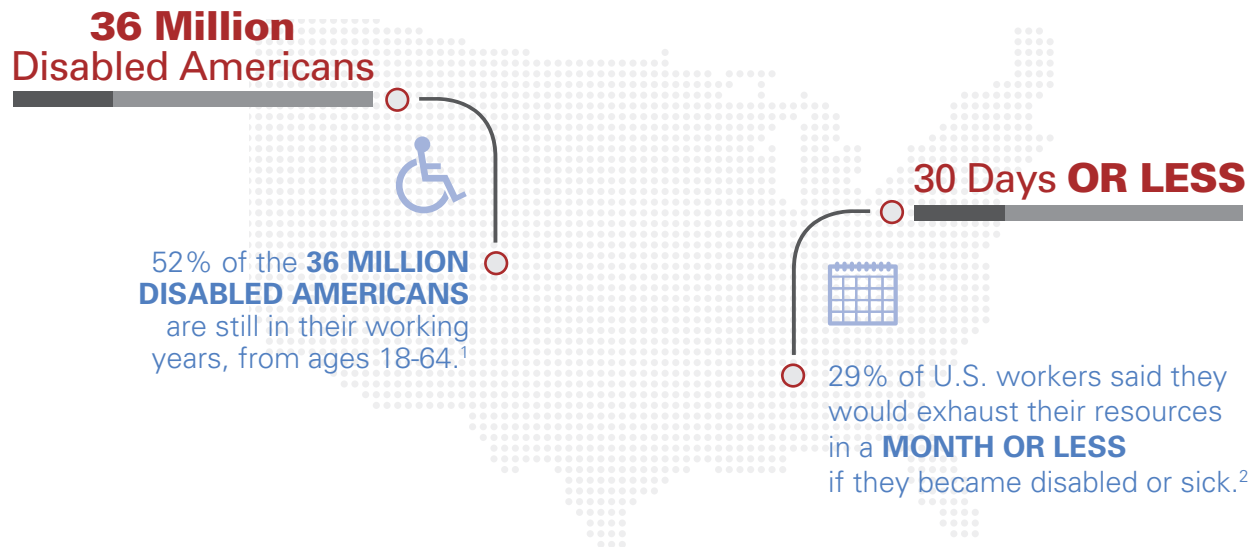 36 Million
Disabled Americans
52% of the 36 MILLION
DISABLED AMERICANS
are still in their working
years, from ages 18-64.1
30 Days OR LESS
29% of U.S. workers said they
would exhaust their resources
in a MONTH OR LESS
if they became disabled or sick.2